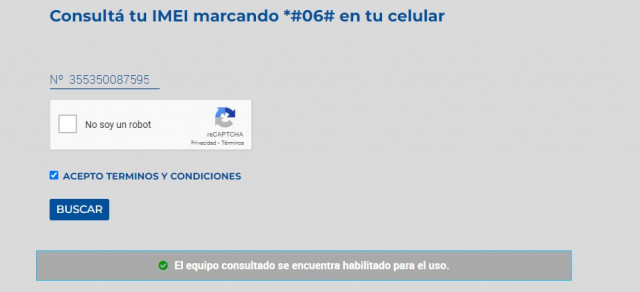 Consultá tu IMEI marcando *#06# en tu celular
Nº 355350087595
No soy un robot
reCAPTCHA
Privacidad - Términos
ACEPTO TERMINOS Y CONDICIONES
BUSCAR
El equipo consultado se encuentra habilitado para el uso.